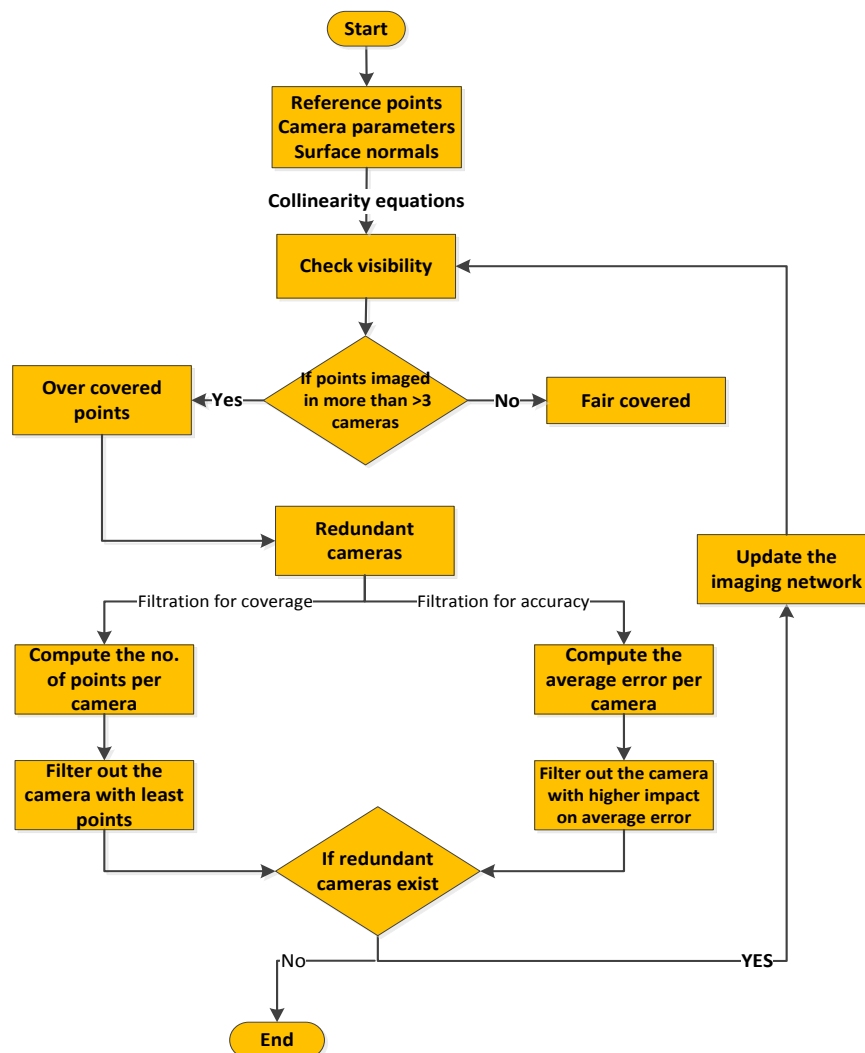 Start
Reference points
Camera parameters
Surface normals
Collinearity equations
Check visibility
If points imaged
in more than >3
cameras
Yes
Over covered
points
No
Fair covered
Redundant
cameras
Update the
imaging network
Filtration for coverage
Filtration for accuracy
Compute the no.
of points per
camera
Compute the
average error per
camera
Filter out the
camera with least
points
Filter out the camera
with higher impact
on average error
If redundant
cameras exist
No
YES
End